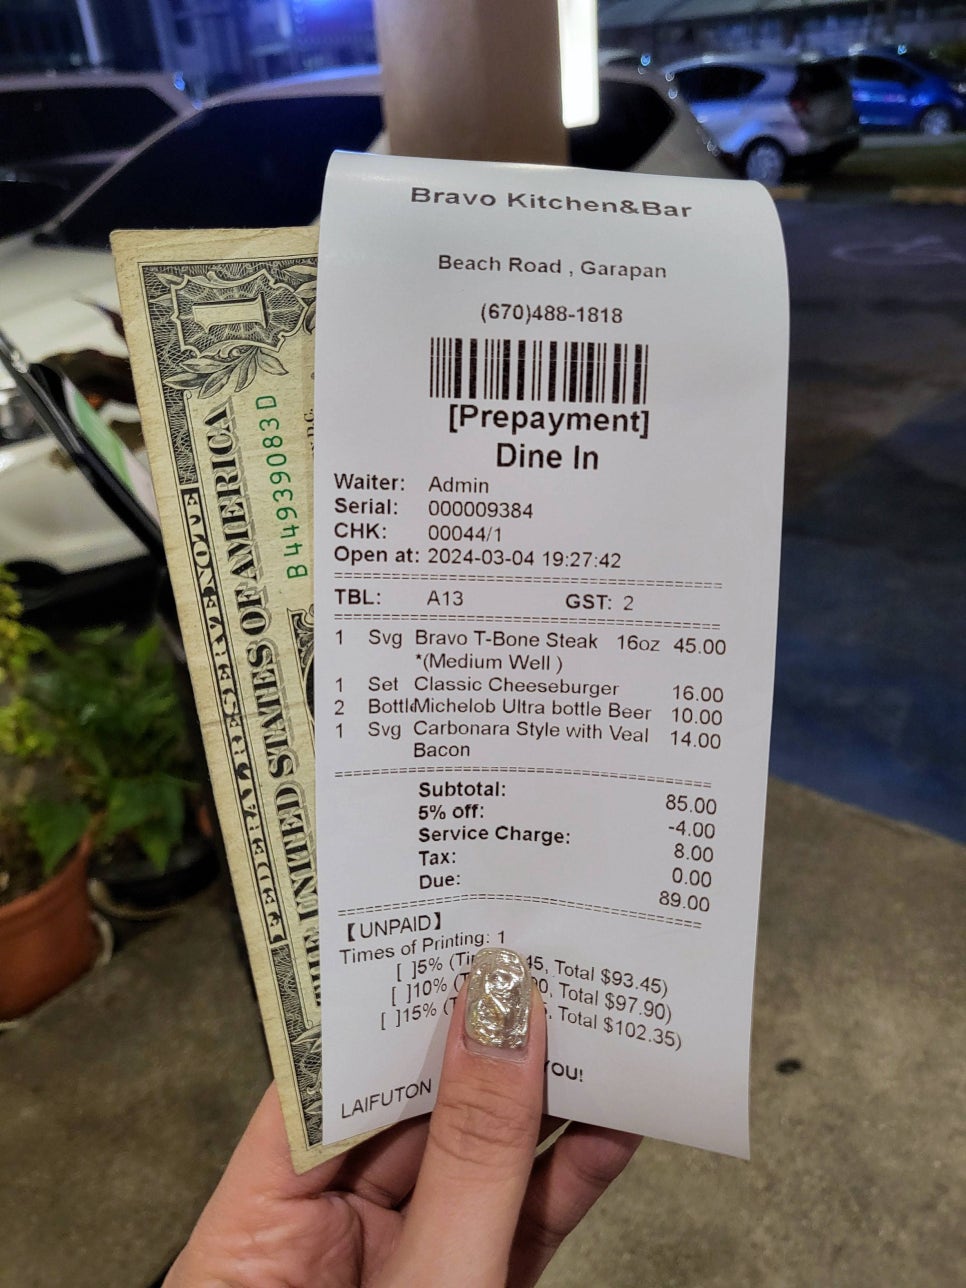 Bravo Kitchen&Bar
Beach Road , Garapan
(670)488-1818
[Prepayment]
Dine In
Waiter: Admin
Serial: 000009384
CHK: 00044/1
Open at: 2024-03-04 19:27:42
TBL: A13 GST: 2
1 Svg Bravo T-Bone Steak 16oz 45.00
*(Medium Well )
1 Set Classic Cheeseburger 16.00
2 Bottl Michelob Ultra bottle Beer 10.00
1 Svg Carbonara Style with Veal 14.00
Bacon
Subtotal: 85.00
5% off: -4.00
Service Charge: 8.00
Tax: 0.00
Due: 89.00
【UNPAID】
Times of Printing: 1
[ ]5% ( 45, Total $93.45)
[ ]10% ( 00, Total $97.90)
[ ]15% ( Total $102.35)
YOU!
LAIFUTON
1
FEDERAL RESERVE NOTE
THE UNITED STATES OF AMERICA
B 44939083 D
D.C.